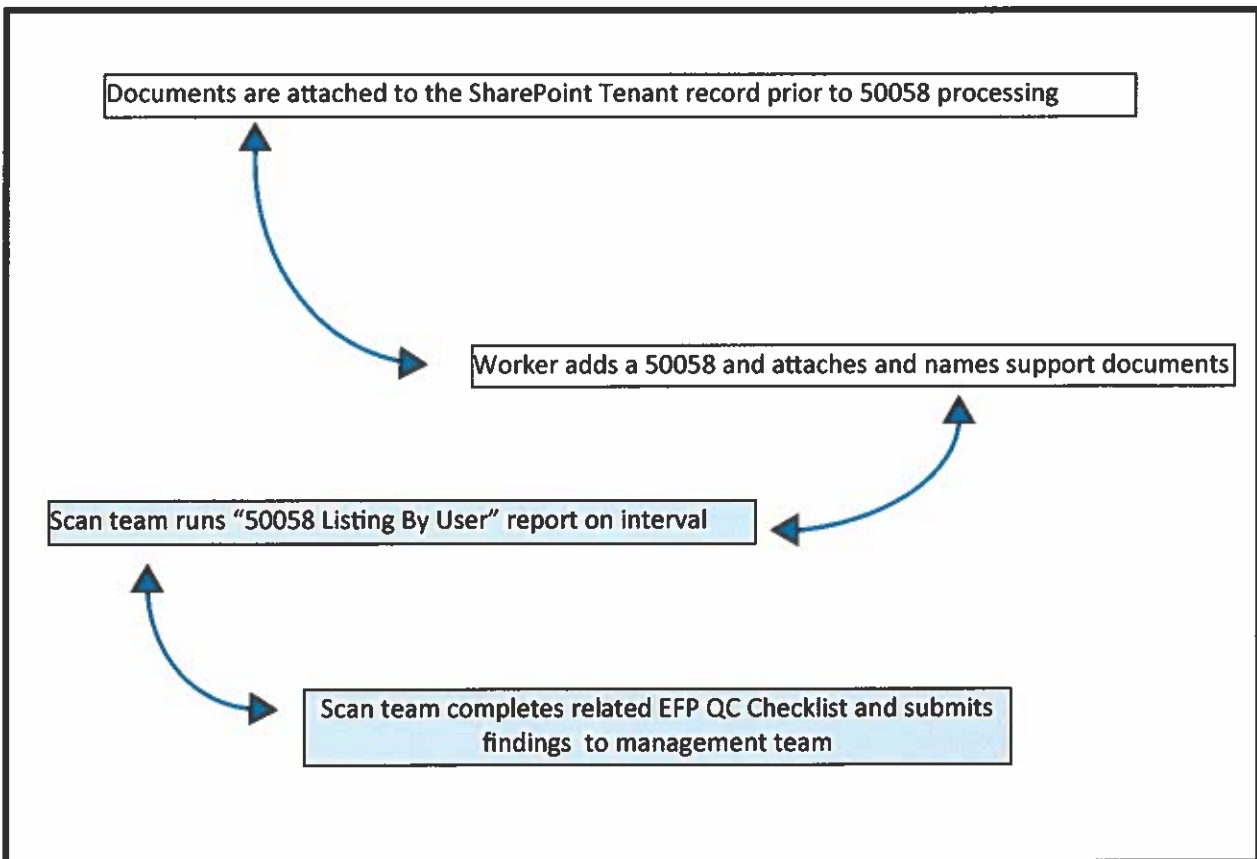 Documents are attached to the SharePoint Tenant record prior to 50058 processing
Worker adds a 50058 and attaches and names support documents
Scan team runs “50058 Listing By User” report on interval
Scan team completes related EFP QC Checklist and submits
findings to management team